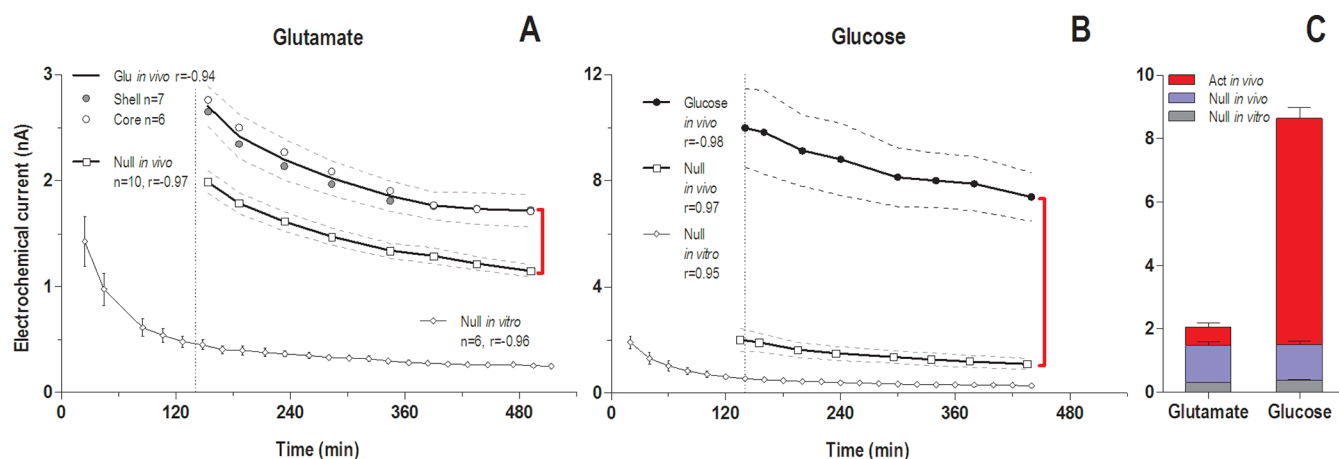 Glutamate
A
Electrochemical current (nA)
3
2
1
0
Glu in vivo r=-0.94
Shell n=7
Core n=6
Null in vivo
n=10, r=-0.97
Null in vitro
n=6, r=-0.96
0
120
240
360
480
Time (min)
Glucose
B
12
8
4
0
Glucose
in vivo
r=-0.98
Null
in vivo
r=0.97
Null
in vitro
r=0.95
0
120
240
360
480
Time (min)
C
10
8
6
4
2
0
Act in vivo
Null in vivo
Null in vitro
Glutamate
Glucose